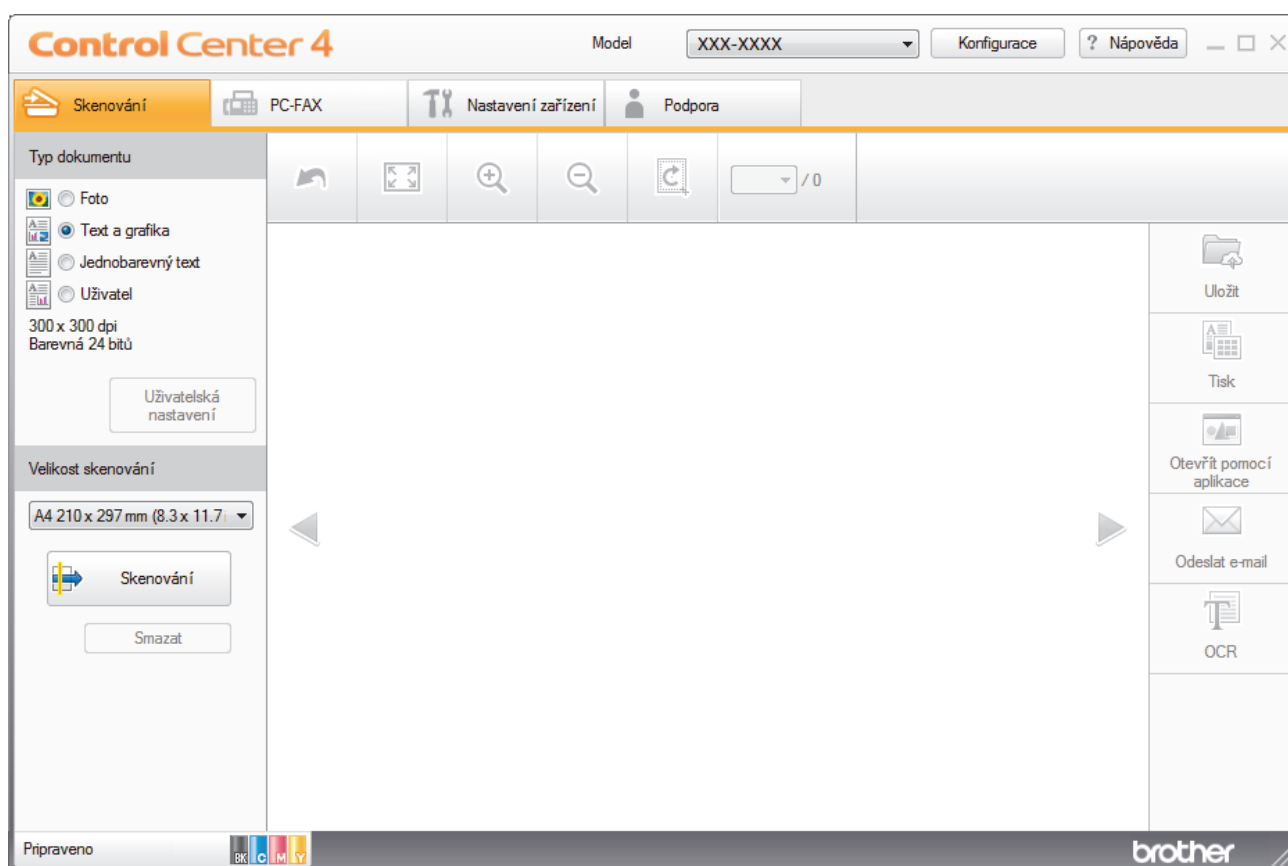 Control Center 4
Model
XXX-XXXX
Konfigurace
? Nápověda
Skenování
PC-FAX
Nastavení zařízení
Podpora
Typ dokumentu
/ 0
Foto
Text a grafika
Jednobarevný text
Uživatel
300 x 300 dpi
Barevná 24 bitů
Uživatelská
nastavení
Velikost skenování
A4 210 x 297 mm (8.3 x 11.7
Skenování
Smazat
Uložit
Tisk
Otevřít pomocí
aplikace
Odeslat e-mail
OCR
Pripraveno
BK C M Y
brother